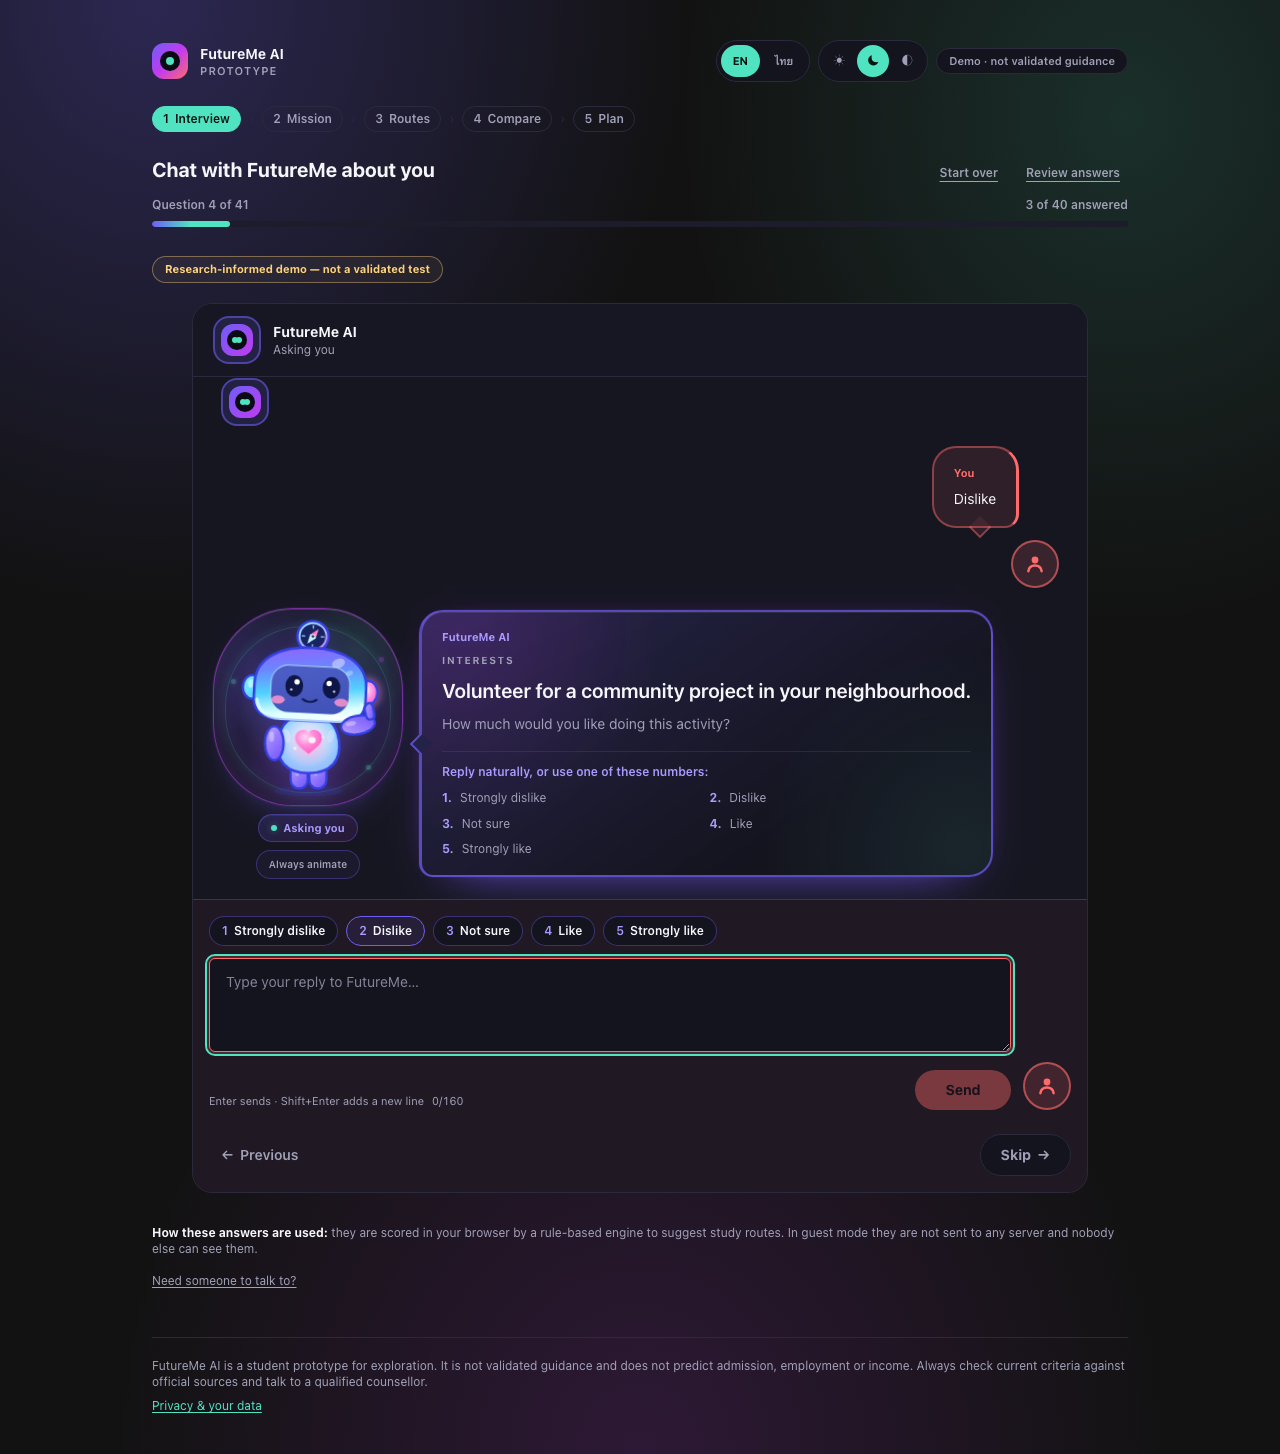 FutureMe AI
PROTOTYPE
EN ไทย
Demo · not validated guidance
1 Interview
2 Mission
3 Routes
4 Compare
5 Plan
Chat with FutureMe about you
Start over Review answers
Question 4 of 41
3 of 40 answered
Research-informed demo — not a validated test
FutureMe AI
Asking you
You
Dislike
FutureMe AI
INTERESTS
Volunteer for a community project in your neighbourhood.
How much would you like doing this activity?
Reply naturally, or use one of these numbers:
1. Strongly dislike
2. Dislike
3. Not sure
4. Like
5. Strongly like
Asking you
Always animate
1 Strongly dislike
2 Dislike
3 Not sure
4 Like
5 Strongly like
Type your reply to FutureMe…
Enter sends · Shift+Enter adds a new line 0/160
Send
← Previous
Skip →
How these answers are used: they are scored in your browser by a rule-based engine to suggest study routes. In guest mode they are not sent to any server and nobody
else can see them.
Need someone to talk to?
FutureMe AI is a student prototype for exploration. It is not validated guidance and does not predict admission, employment or income. Always check current criteria against
official sources and talk to a qualified counsellor.
Privacy & your data